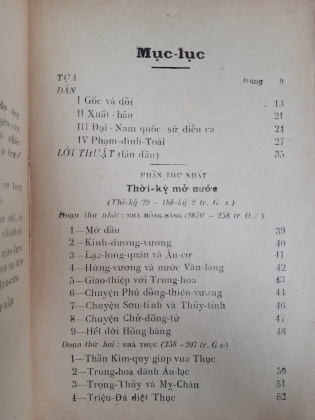 Mục-lục
TỰA trang 9
DẪN
I Gốc và dõi 13
II Xuất-bản 21
III Đại-Nam quốc-sử diễn ca 24
IV Phạm-đình-Toái 27
LỜI THUẬT (lần đầu) 35
PHẦN THỨ NHẤT
Thời-kỳ mở nước
(Thế-kỷ 29 - thế-kỷ 2 tr. G. s.)
Đoạn thứ nhất: NHÀ HỒNG-BÀNG (2870 - 258 tr. G.
1—Mở đầu 39
2—Kinh-dương-vương 40
3—Lạc-long-quân và Âu-cơ 41
4—Hùng-vương và nước Văn-lang 42
5—Giao-thiệp với Trung-hoa 43
6—Chuyện Phù đổng-thiên-vương 44
7—Chuyện Sơn-tinh và Thủy-tinh 46
8—Chuyện Chử-đồng-tử 47
9—Hết đời Hồng-bàng 48
Đoạn thứ hai: NHÀ THỤC (258 - 207 tr. G s.)
1—Thần Kim-quy giúp vua Thục
2—Trung-hoa đánh Âu-lạc 50
3—Trọng-Thủy và Mỵ-Châu 51
4—Triệu-Đà diệt Thục 52